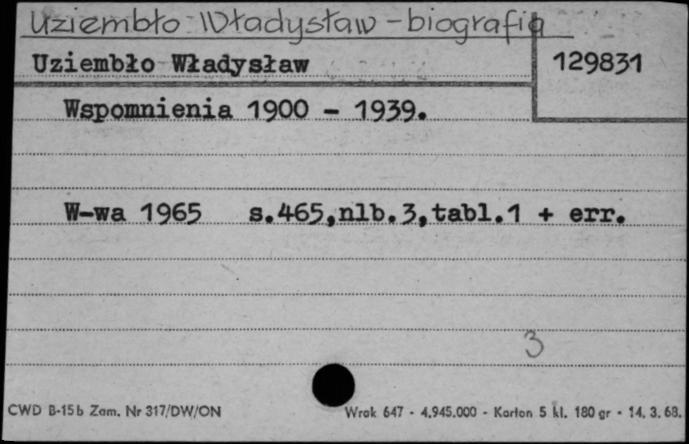 Uziembło Władysław - biografia
Uziembło Władysław
129831
Wspomnienia 1900 - 1939.
W-wa 1965 s.465,nlb.3,tabl.1 + err.
3
CWD B-15b Zam. Nr 317/DW/ON
Wrak 647 - 4.945.000 - Karton 5 kl. 180 gr - 14. 3. 68.